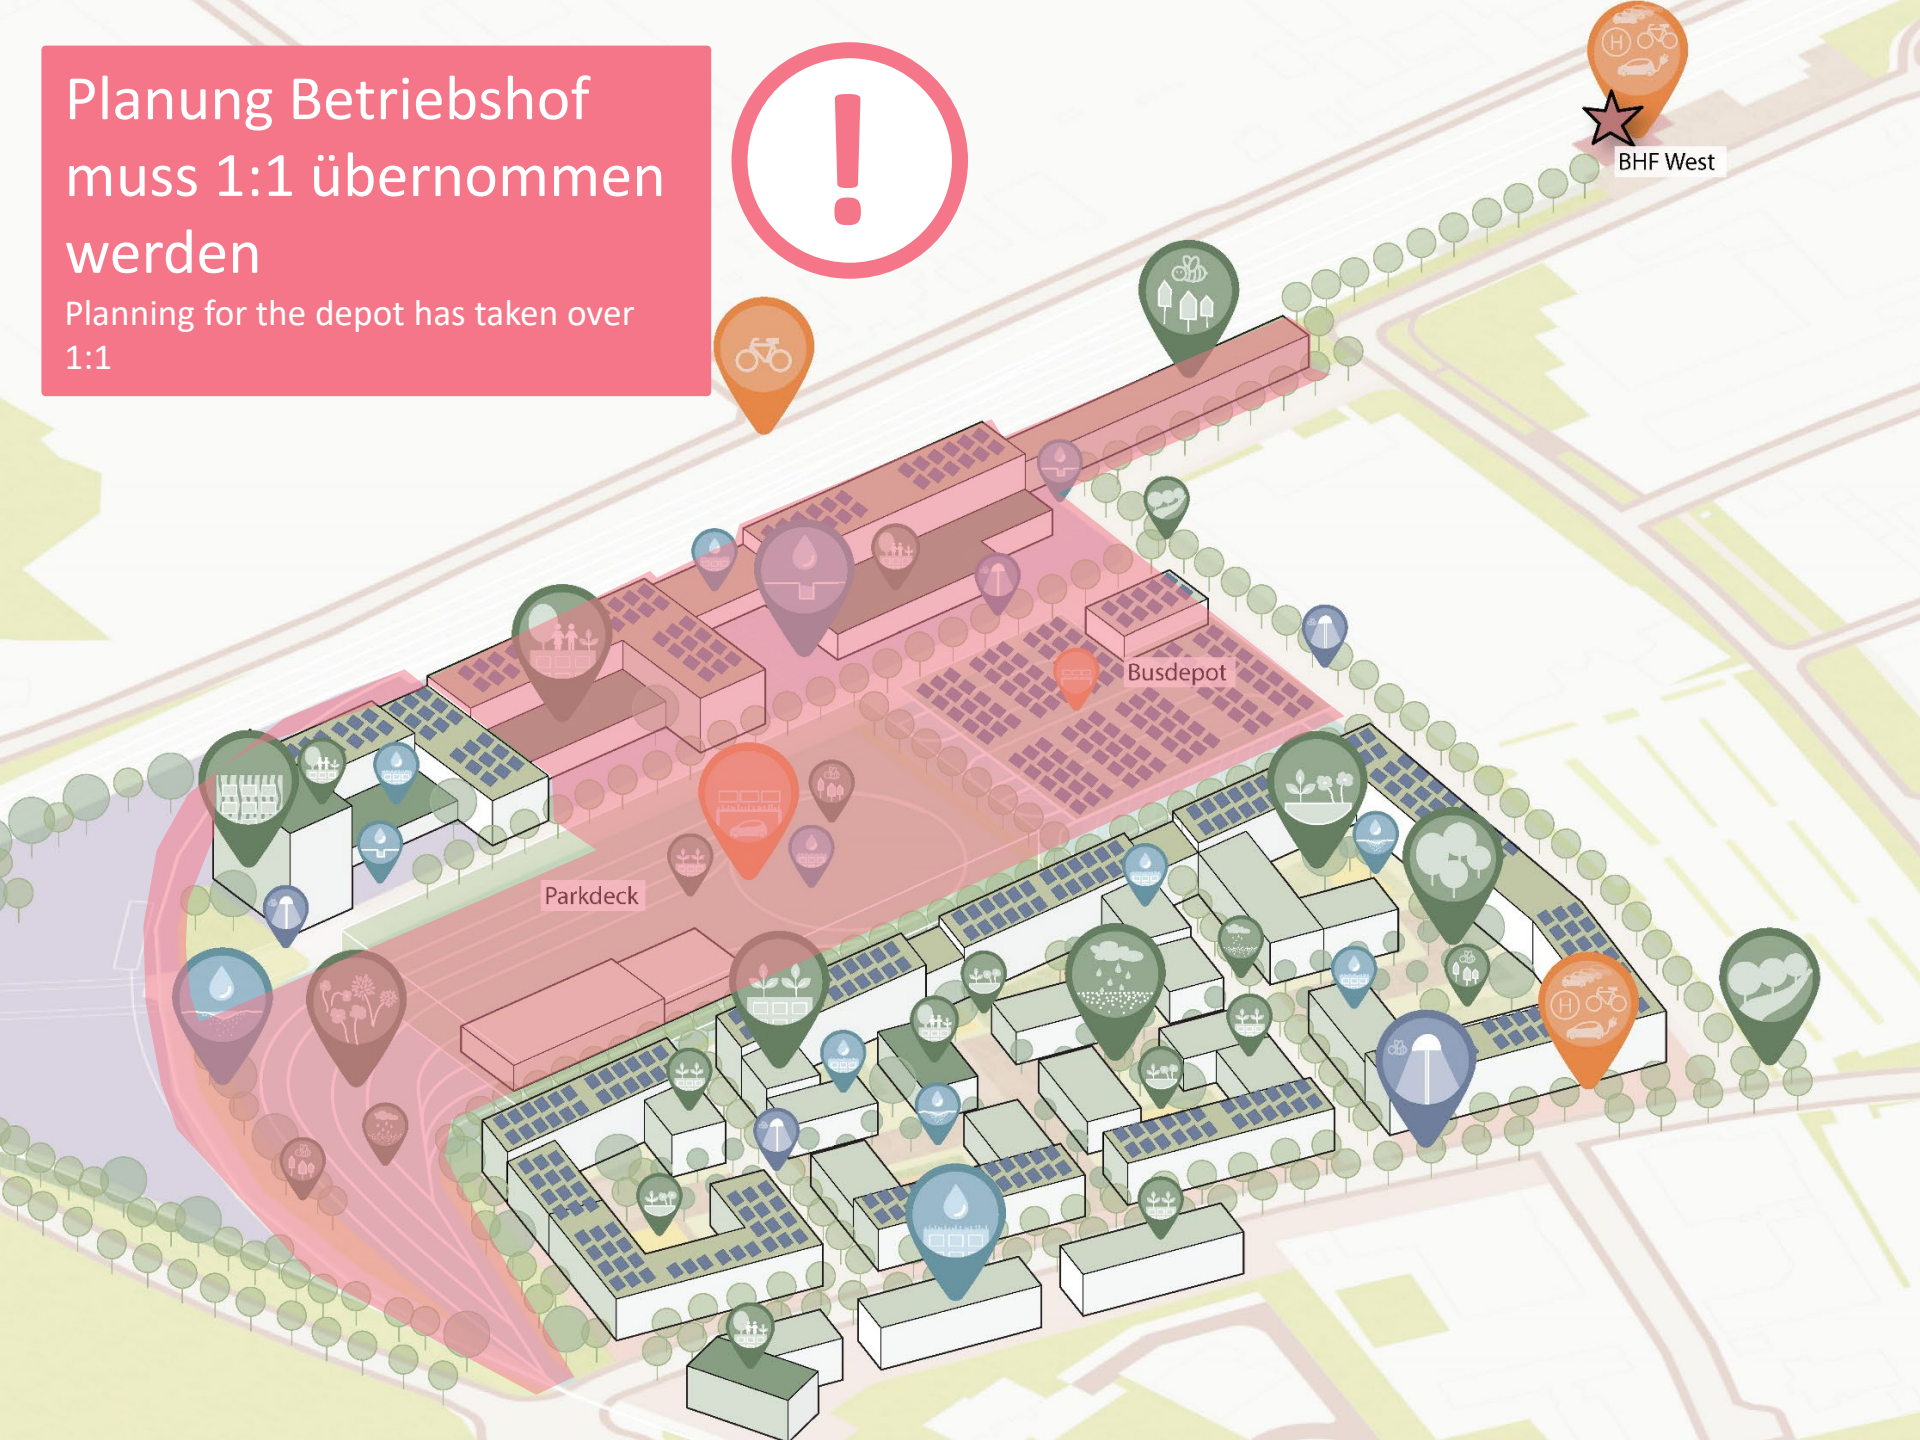 Planung Betriebshof
muss 1:1 übernommen
werden
Planning for the depot has taken over
1:1
!
H
BHF West
Busdepot
Parkdeck
H